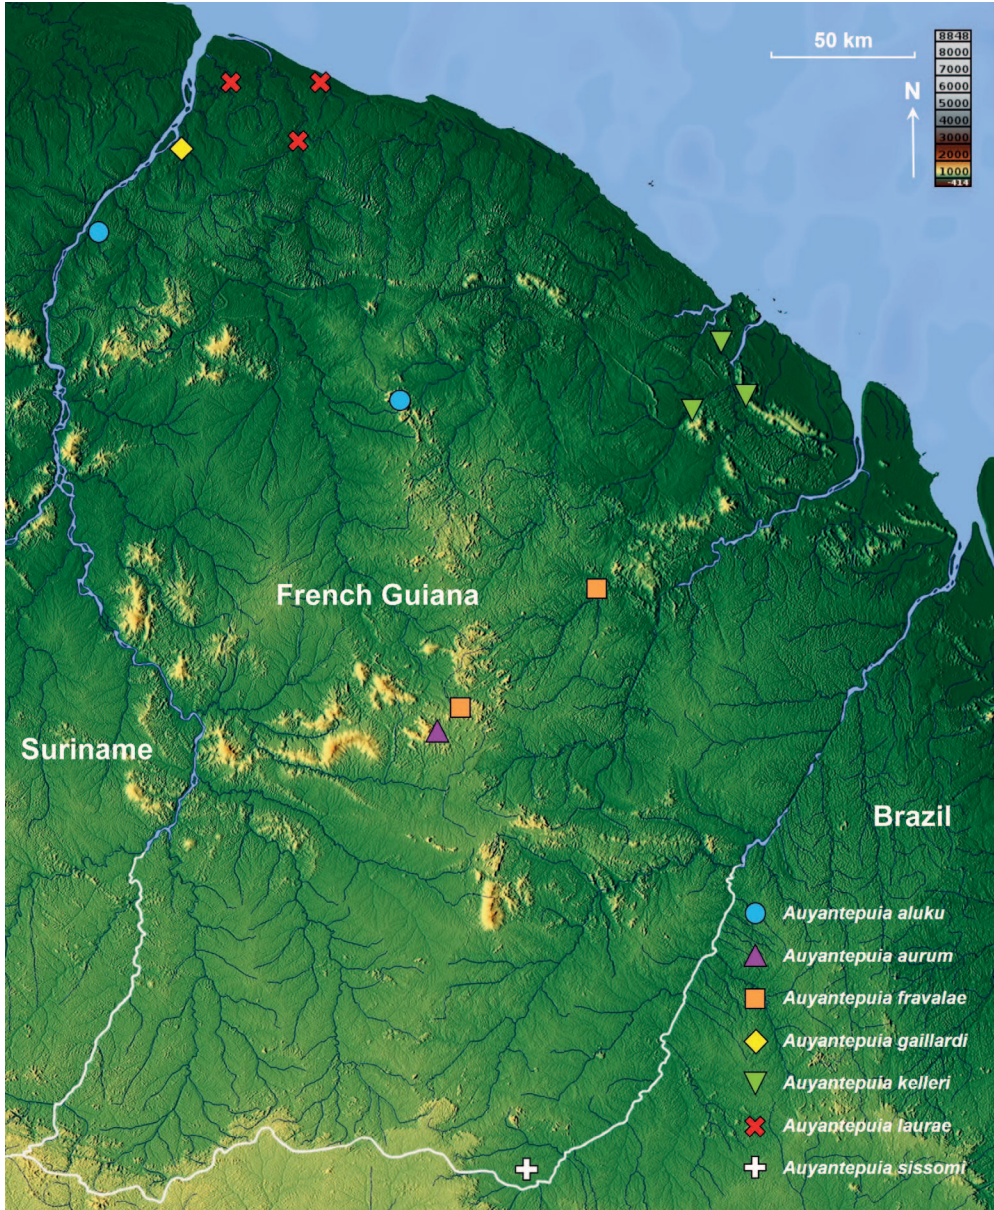 50 km
N
8848
8000
7000
6000
5000
4000
3000
2000
1000
-414
French Guiana
Suriname
Brazil
Auyantepuia aluku
Auyantepuia aurum
Auyantepuia fravalae
Auyantepuia gaillardi
Auyantepuia kelleri
Auyantepuia laurae
Auyantepuia sissomi